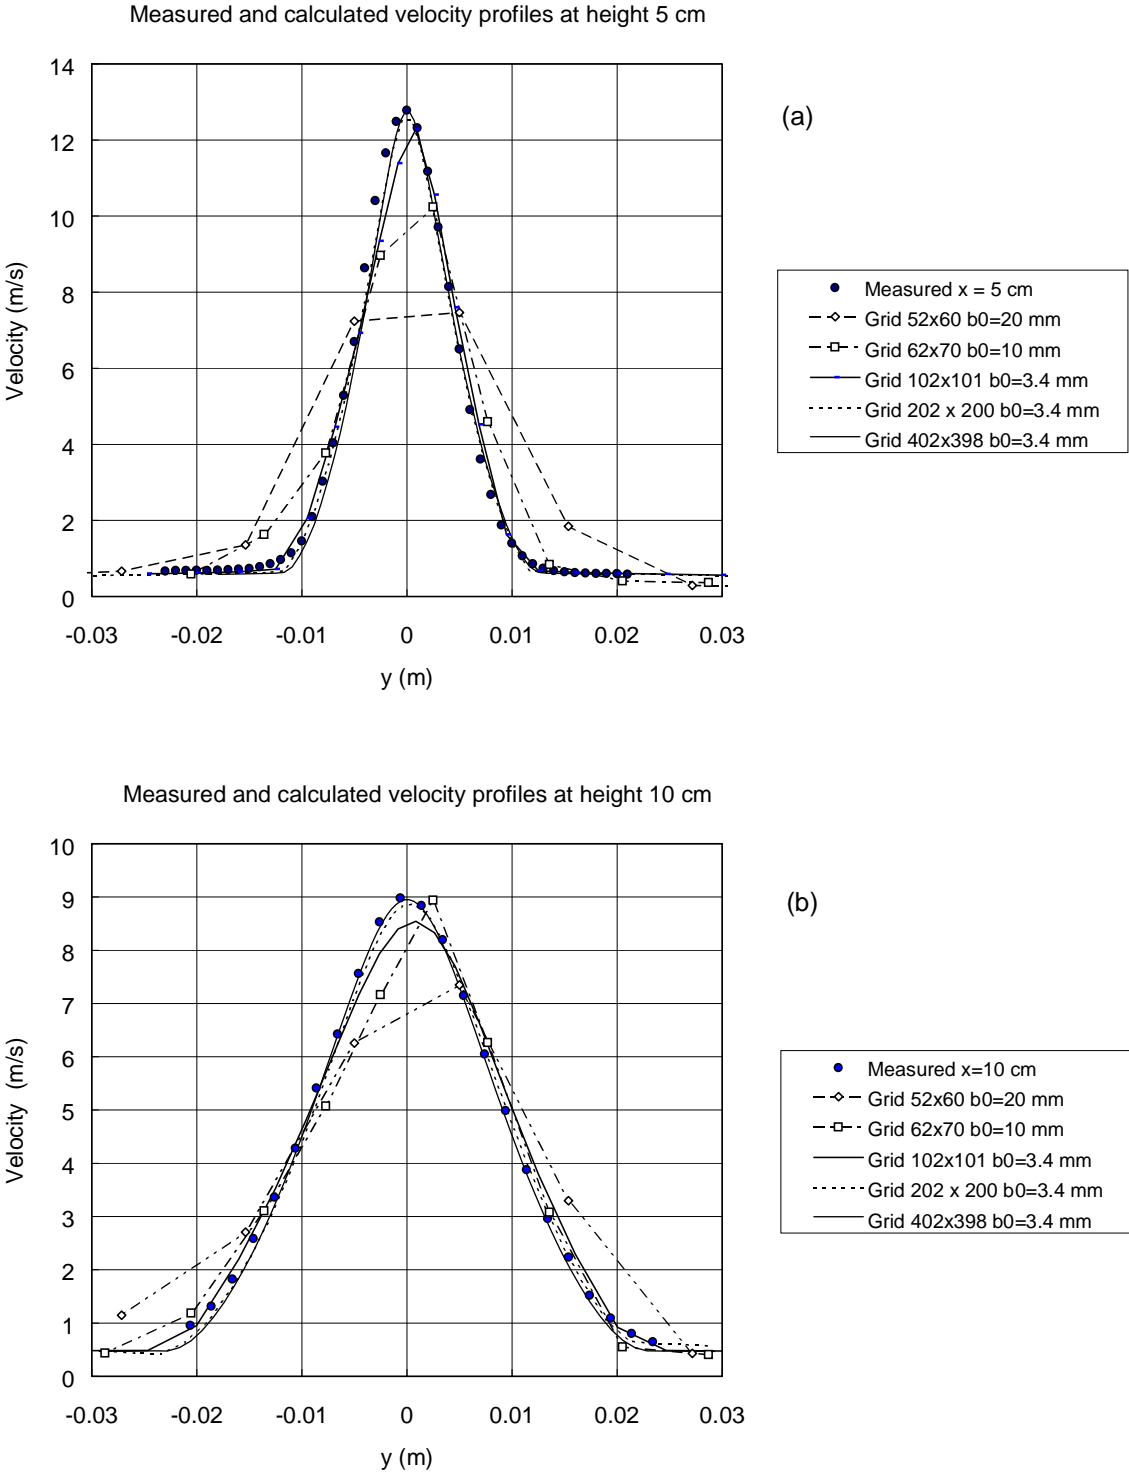 Measured and calculated velocity profiles at height 5 cm
14
12
10
8
6
4
2
0
-0.03 -0.02 -0.01 0 0.01 0.02 0.03
y (m)
Velocity (m/s)
(a)
Measured x = 5 cm
Grid 52x60 b0=20 mm
Grid 62x70 b0=10 mm
Grid 102x101 b0=3.4 mm
Grid 202 x 200 b0=3.4 mm
Grid 402x398 b0=3.4 mm
Measured and calculated velocity profiles at height 10 cm
10
9
8
7
6
5
4
3
2
1
0
-0.03 -0.02 -0.01 0 0.01 0.02 0.03
y (m)
Velocity (m/s)
(b)
Measured x=10 cm
Grid 52x60 b0=20 mm
Grid 62x70 b0=10 mm
Grid 102x101 b0=3.4 mm
Grid 202 x 200 b0=3.4 mm
Grid 402x398 b0=3.4 mm